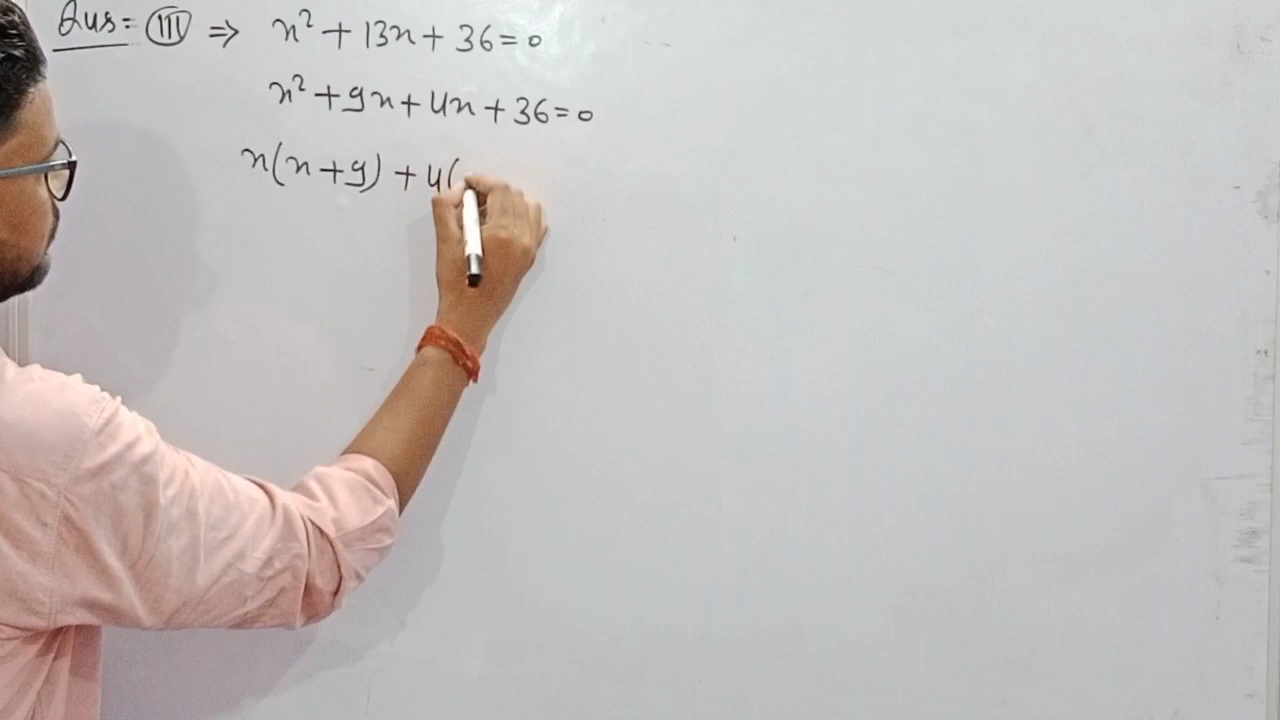 Qus:- (III) ⇒ x² + 13x + 36 = 0
x² + 9x + 4x + 36 = 0
x(x + 9) + 4(